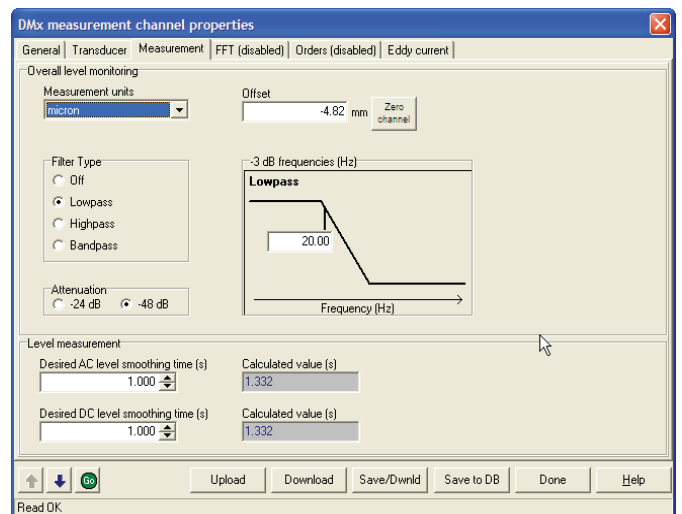 DMx measurement channel properties
General Transducer Measurement FFT (disabled) Orders (disabled) Eddy current
Overall level monitoring
Measurement units
micron
Offset
-4.82 mm
Zero channel
Filter Type
Off
Lowpass
Highpass
Bandpass
-3 dB frequencies (Hz)
Lowpass
20.00
Frequency (Hz)
Attenuation
-24 dB -48 dB
Level measurement
Desired AC level smoothing time (s)
1.000
Calculated value (s)
1.332
Desired DC level smoothing time (s)
1.000
Calculated value (s)
1.332
Go Upload Download Save/Dwnld Save to DB Done Help
Read OK